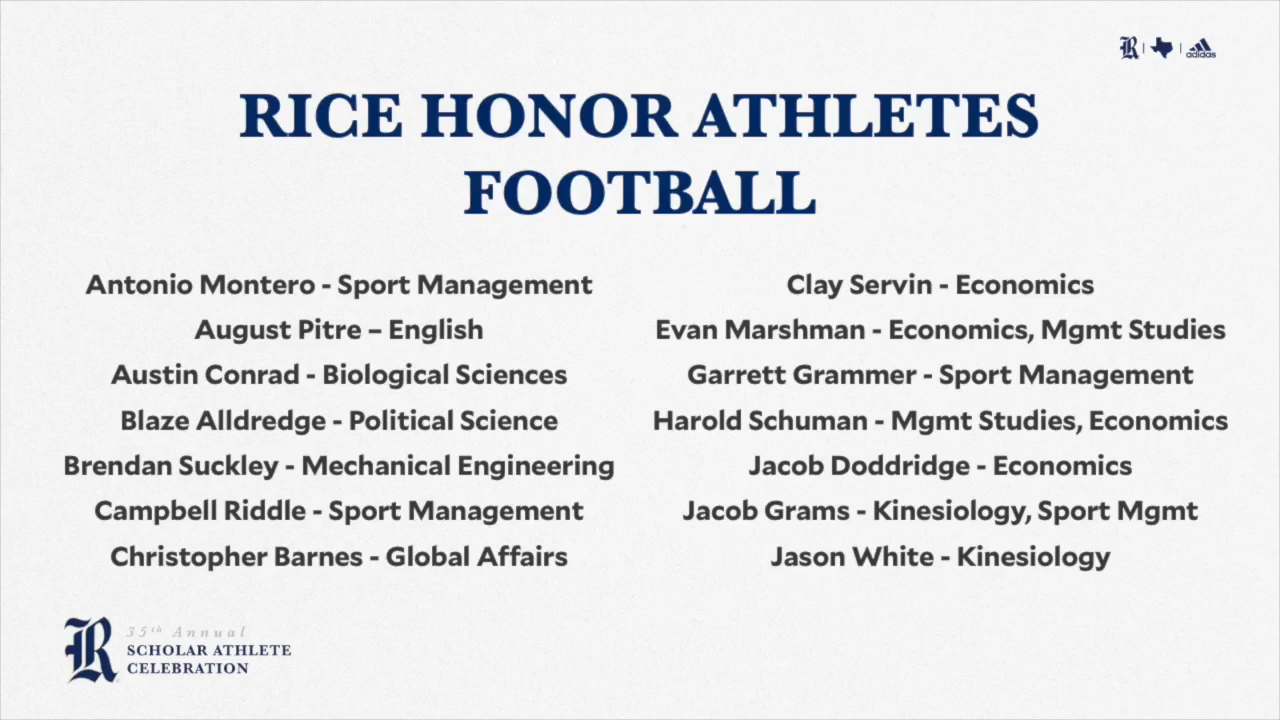 R
adidas
RICE HONOR ATHLETES
FOOTBALL
Antonio Montero - Sport Management
August Pitre – English
Austin Conrad - Biological Sciences
Blaze Alldredge - Political Science
Brendan Suckley - Mechanical Engineering
Campbell Riddle - Sport Management
Christopher Barnes - Global Affairs
Clay Servin - Economics
Evan Marshman - Economics, Mgmt Studies
Garrett Grammer - Sport Management
Harold Schuman - Mgmt Studies, Economics
Jacob Doddridge - Economics
Jacob Grams - Kinesiology, Sport Mgmt
Jason White - Kinesiology
R
35th Annual
SCHOLAR ATHLETE
CELEBRATION